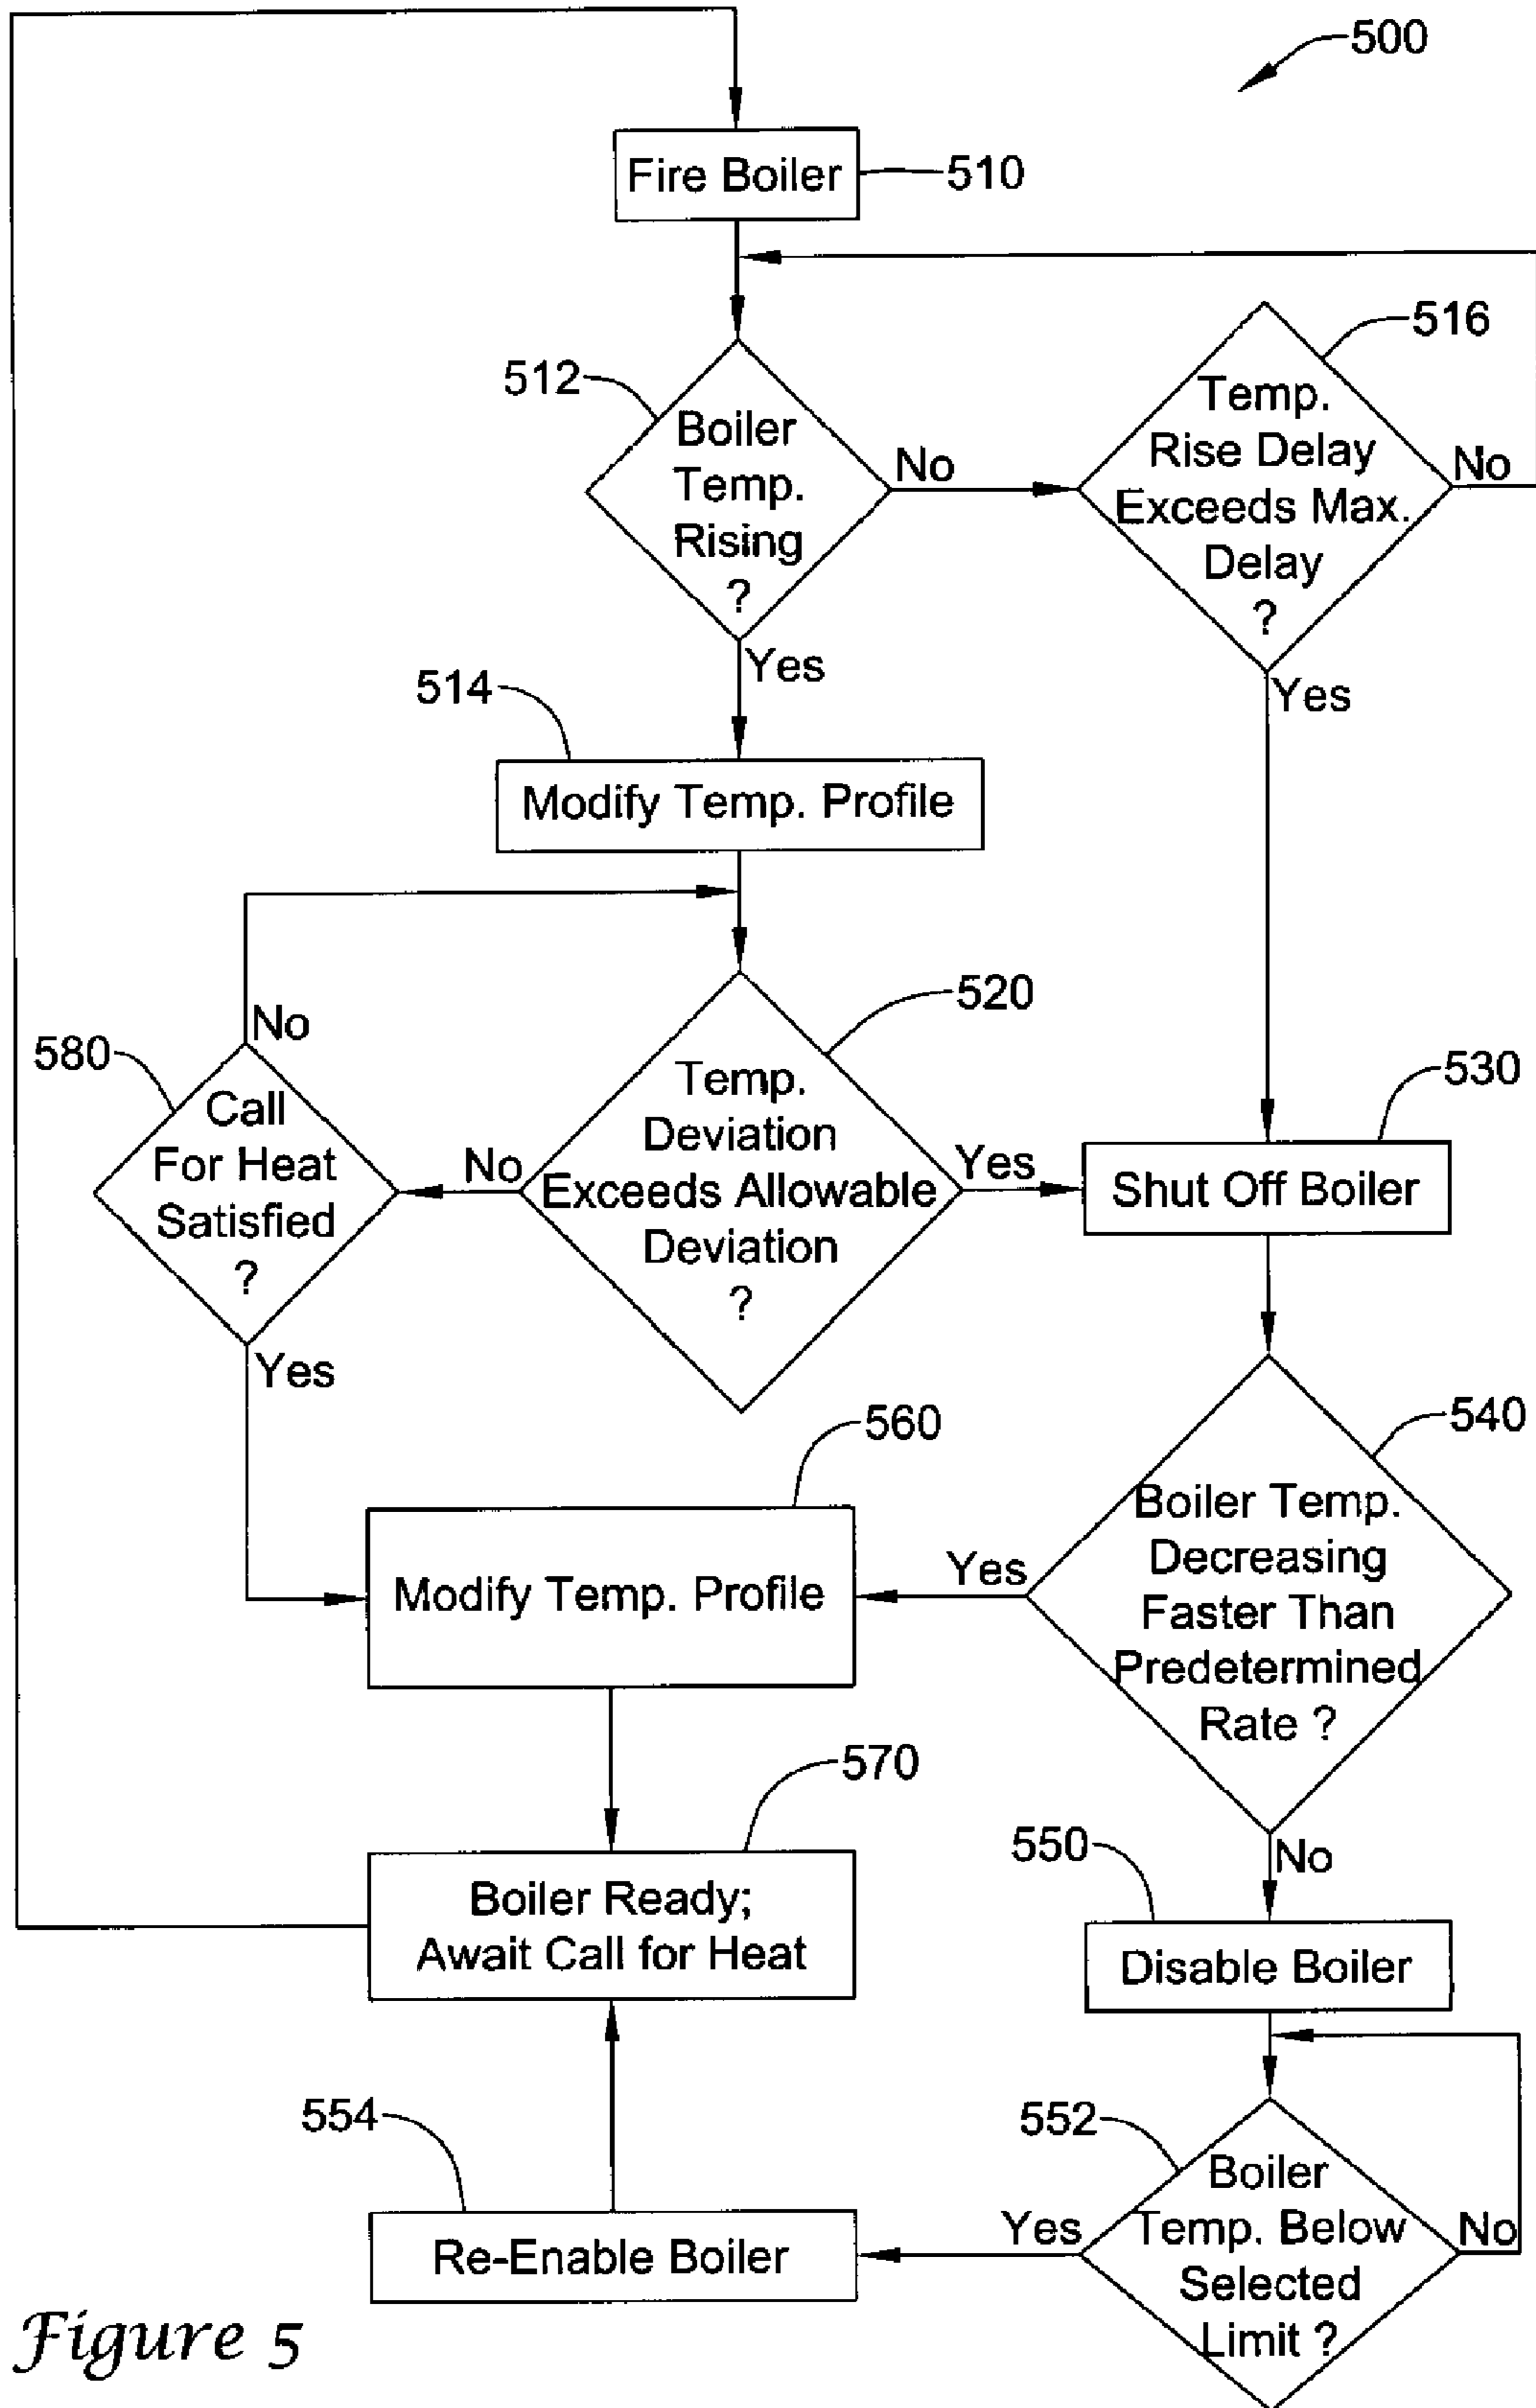 500
Fire Boiler
510
512
Boiler
Temp.
Rising
?
No
Yes
516
Temp.
Rise Delay
Exceeds Max.
Delay
?
No
Yes
514
Modify Temp. Profile
520
Temp.
Deviation
Exceeds Allowable
Deviation
?
No
Yes
580
Call
For Heat
Satisfied
?
No
Yes
530
Shut Off Boiler
540
Boiler Temp.
Decreasing
Faster Than
Predetermined
Rate ?
Yes
No
560
Modify Temp. Profile
570
Boiler Ready;
Await Call for Heat
550
Disable Boiler
552
Boiler
Temp. Below
Selected
Limit ?
Yes
No
554
Re-Enable Boiler
Figure 5